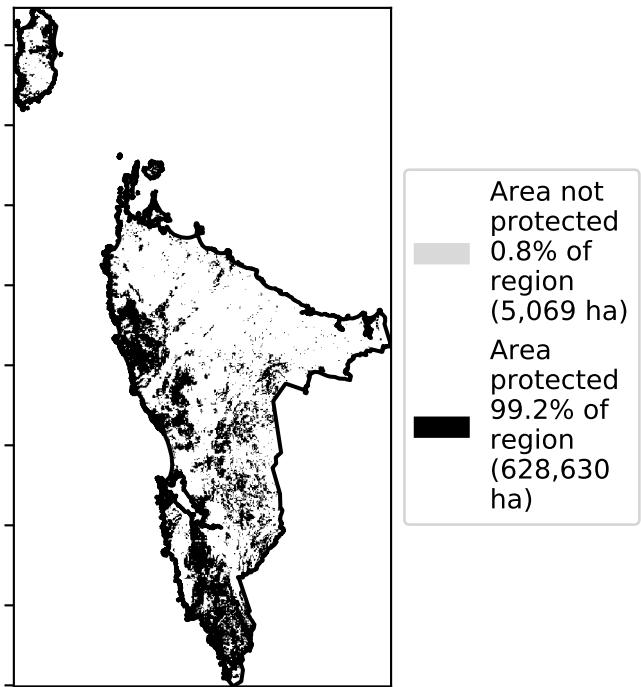 Area not
protected
0.8% of
region
(5,069 ha)
Area
protected
99.2% of
region
(628,630
ha)